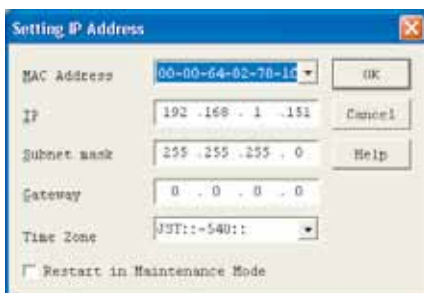 Setting IP Address
MAC Address 00-00-64-02-78-1C OK
IP 192 .168 . 1 .151 Cancel
Subnet mask 255 .255 .255 . 0 Help
Gateway 0 . 0 . 0 . 0
Time Zone JST::-540::
Restart in Maintenance Mode